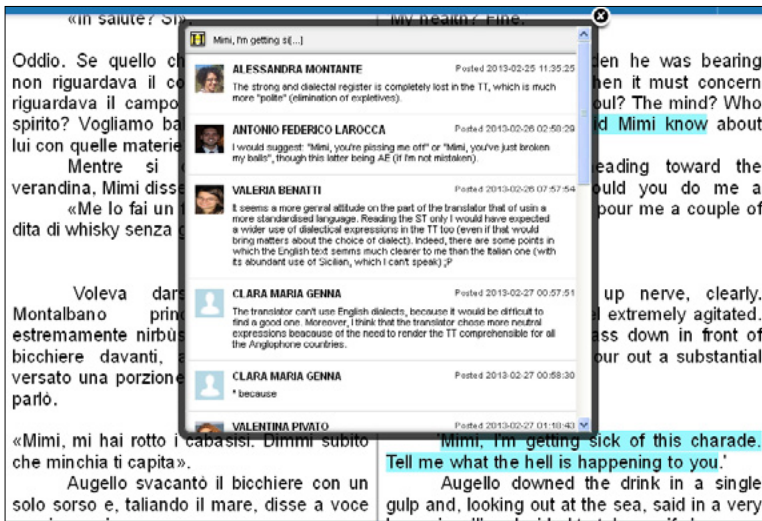 «In salute? Sì».
Oddio. Se quello ch
non riguardava il co
riguardava il campo
spirito? Vogliamo ba
lui con quelle materie
Mentre si
verandina, Mimì disse
«Me lo fai un
dita di whisky senza g
Voleva dars
Montalbano princ
estremamente nirbùs
bicchiere davanti, a
versato una porzione
parlò.
«Mimì, mi hai rotto i cabasisi. Dimmi subito
che minchia ti capita».
Augello svacantò il bicchiere con un
solo sorso e, taliando il mare, disse a voce
Mimi, I'm getting si[...]
ALESSANDRA MONTANTE Posted 2013-02-25 11:35:25
The strong and dialectal register is completely lost in the TT, which is much
more "polite" (elimination of expletives).
ANTONIO FEDERICO LAROCCA Posted 2013-02-26 02:50:29
I would suggest: "Mimi, you're pissing me off" or "Mimi, you've just broken
my balls", though this latter being AE (if I'm not mistaken).
VALERIA BENATTI Posted 2013-02-26 07:57:54
It seems a more genral attitude on the part of the translator that of usin a
more standardised language. Reading the ST only I would have expected
a wider use of dialectical expressions in the TT too (even if that would
bring matters about the choice of dialect). Indeed, there are some points in
which the English text semms much clearer to me than the Italian one (with
its abundant use of Sicilian, which I can't speak) ;P
CLARA MARIA GENNA Posted 2013-02-27 00:57:51
The translator can't use English dialects, because it would be difficult to
find a good one. Moreover, I think that the translator chose more neutral
expressions beacause of the need to render the TT comprehensible for all
the Anglophone countries.
CLARA MARIA GENNA Posted 2013-02-27 00:58:30
* because
VALENTINA PIVATO Posted 2013-02-27 01:18:43
My health? Fine.
den he was bearing
hen it must concern
oul? The mind? Who
d Mimi know about
eading toward the
ould you do me a
pour me a couple of
up nerve, clearly.
l extremely agitated.
ass down in front of
our out a substantial
'Mimi, I'm getting sick of this charade.
Tell me what the hell is happening to you.'
Augello downed the drink in a single
gulp and, looking out at the sea, said in a very